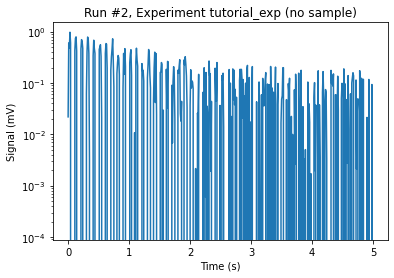 Run #2, Experiment tutorial_exp (no sample)
10⁰
10⁻¹
10⁻²
10⁻³
10⁻⁴
Signal (mV)
0 1 2 3 4 5
Time (s)